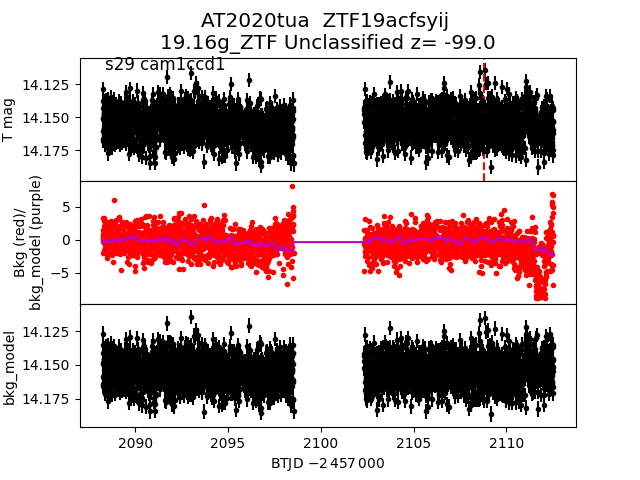 AT2020tua  ZTF19acfsyij
19.16g_ZTF Unclassified z= -99.0
s29 cam1ccd1
T mag
14.125
14.150
14.175
Bkg (red)/
bkg_model (purple)
5
0
−5
bkg_model
14.125
14.150
14.175
2090
2095
2100
2105
2110
BTJD −2 457 000